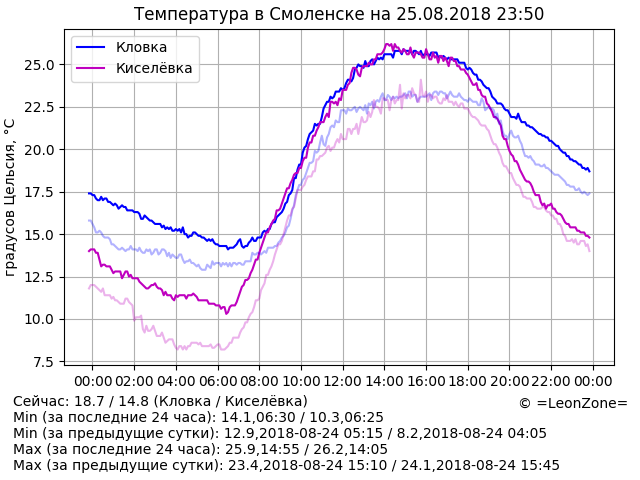 Температура в Смоленске на 25.08.2018 23:50
Кловка
Киселёвка
градусов Цельсия, °C
25.0
22.5
20.0
17.5
15.0
12.5
10.0
7.5
00:00 02:00 04:00 06:00 08:00 10:00 12:00 14:00 16:00 18:00 20:00 22:00 00:00
Сейчас: 18.7 / 14.8 (Кловка / Киселёвка)
© =LeonZone=
Min (за последние 24 часа): 14.1,06:30 / 10.3,06:25
Min (за предыдущие сутки): 12.9,2018-08-24 05:15 / 8.2,2018-08-24 04:05
Max (за последние 24 часа): 25.9,14:55 / 26.2,14:05
Max (за предыдущие сутки): 23.4,2018-08-24 15:10 / 24.1,2018-08-24 15:45